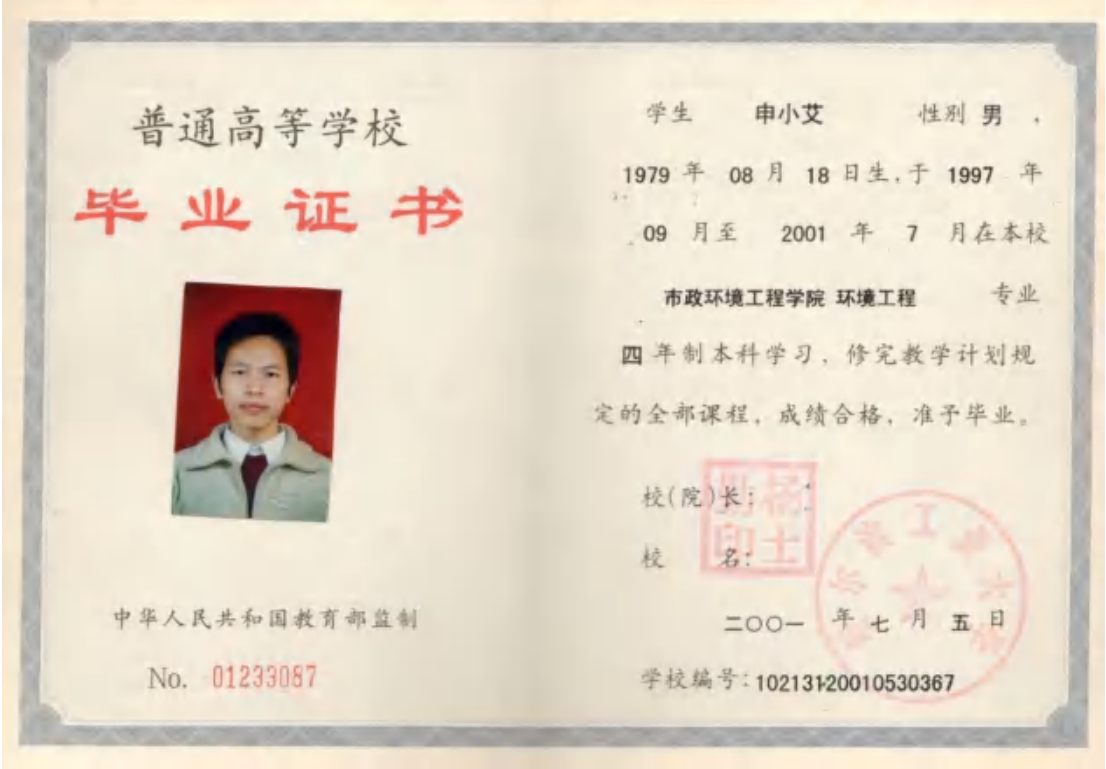 普通高等学校
毕业证书
中华人民共和国教育部监制
No. 01233087
学生 申小艾 性别 男 ,
1979 年 08 月 18 日生,于 1997 年
09 月至 2001 年 7 月在本校
市政环境工程学院 环境工程 专业
四 年制本科学习、修完教学计划规
定的全部课程,成绩合格,准予毕业。
校(院)长:
校 名:
二〇〇一 年 七 月 五 日
学校编号:10213120010530367